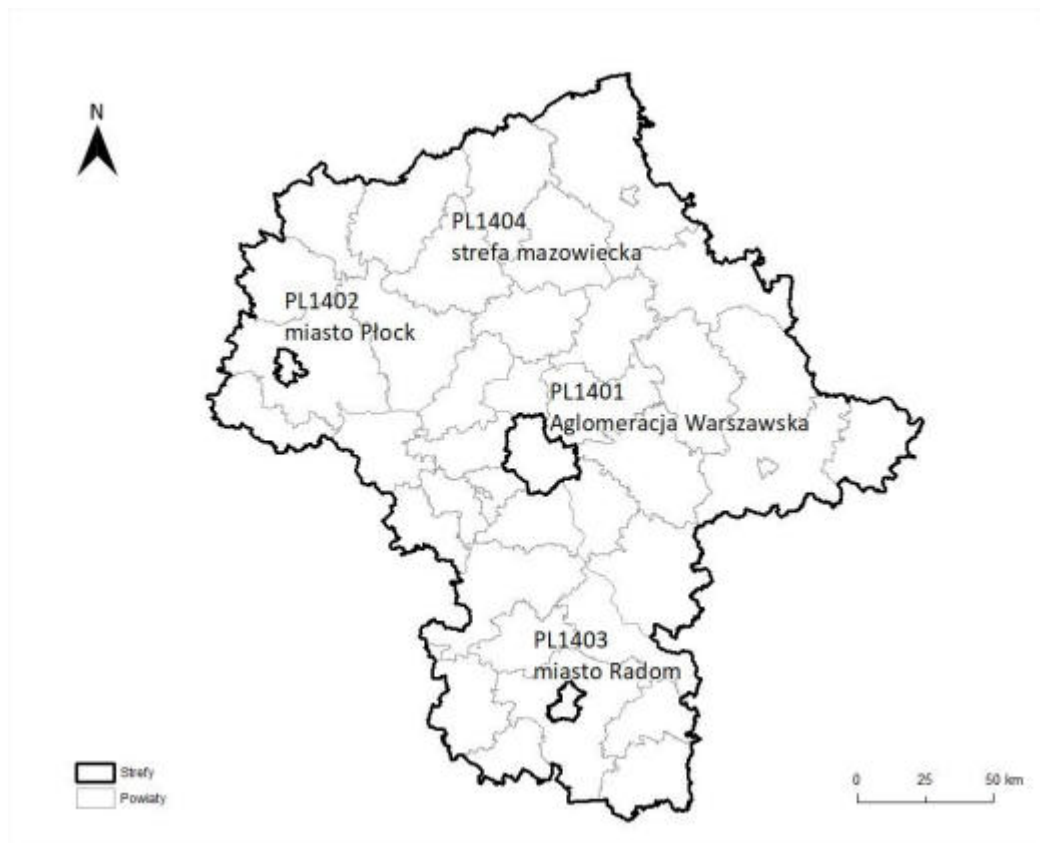 N
PL1404
strefa mazowiecka
PL1402
miasto Płock
PL1401
Aglomeracja Warszawska
PL1403
miasto Radom
Strefy
Powiaty
0 25 50 km